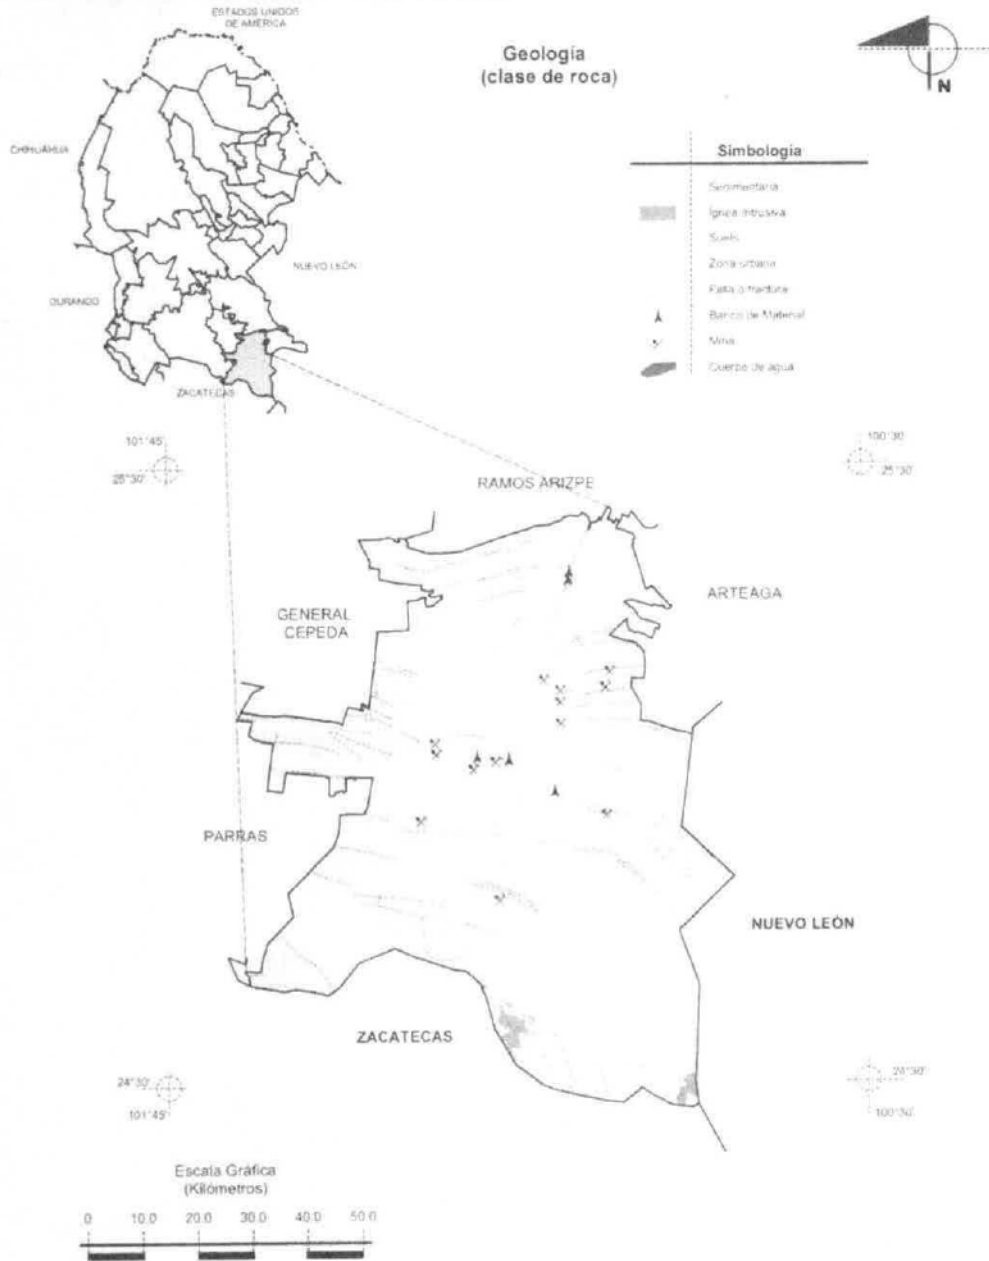 ESTADOS UNIDOS
DE AMÉRICA
Geología
(clase de roca)
N
CHIHUAHUA
Simbología
Sedimentaria
Ígnea intrusiva
Suelo
Zona urbana
Falla o fractura
Banco de Material
Mina
Cuerpo de agua
NUEVO LEÓN
DURANGO
ZACATECAS
101°45'
25°30'
100°30'
25°30'
RAMOS ARIZPE
ARTEAGA
GENERAL
CEPEDA
PARRAS
NUEVO LEÓN
ZACATECAS
24°30'
101°45'
24°30'
100°30'
Escala Gráfica
(Kilómetros)
0 10.0 20.0 30.0 40.0 50.0